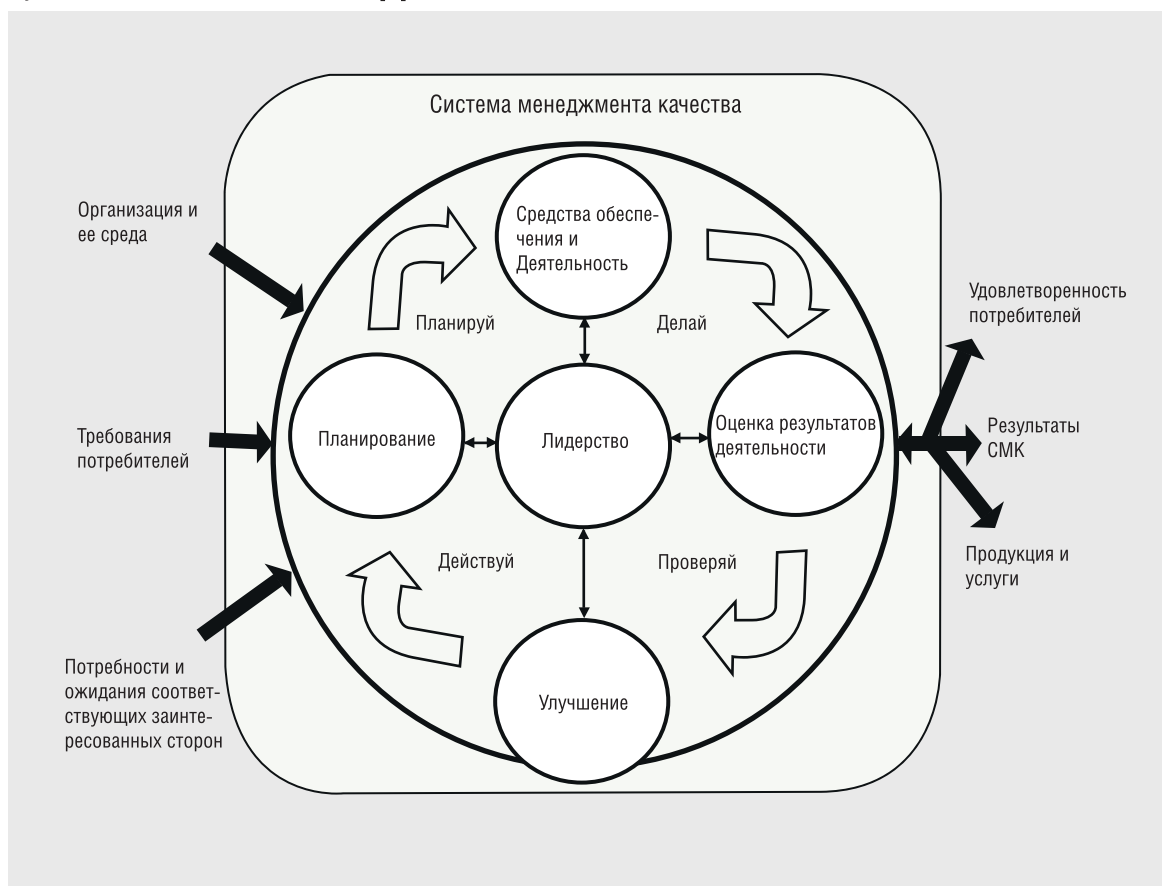 Система менеджмента качества
Организация и
ее среда
Средства обеспе-
чения и
Деятельность
Планируй
Делай
Удовлетворенность
потребителей
Требования
потребителей
Планирование
Лидерство
Оценка результатов
деятельности
Результаты
СМК
Действуй
Проверяй
Продукция и
услуги
Потребности и
ожидания соответ-
ствующих заинте-
ресованных сторон
Улучшение